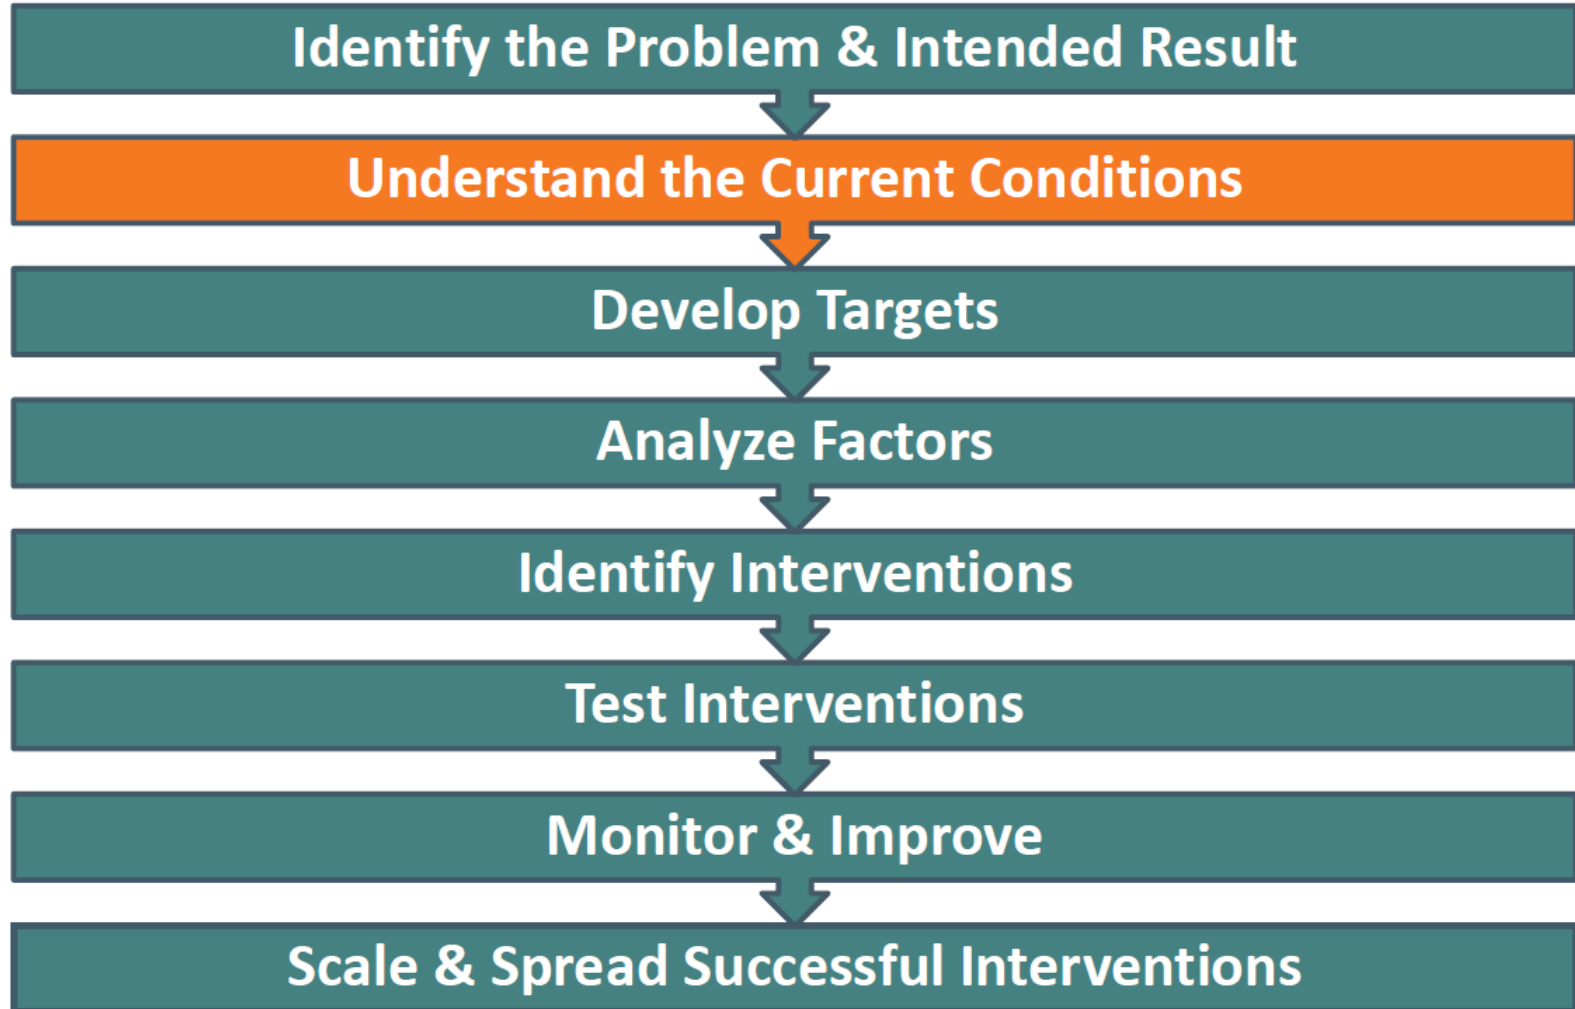 Identify the Problem & Intended Result
Understand the Current Conditions
Develop Targets
Analyze Factors
Identify Interventions
Test Interventions
Monitor & Improve
Scale & Spread Successful Interventions